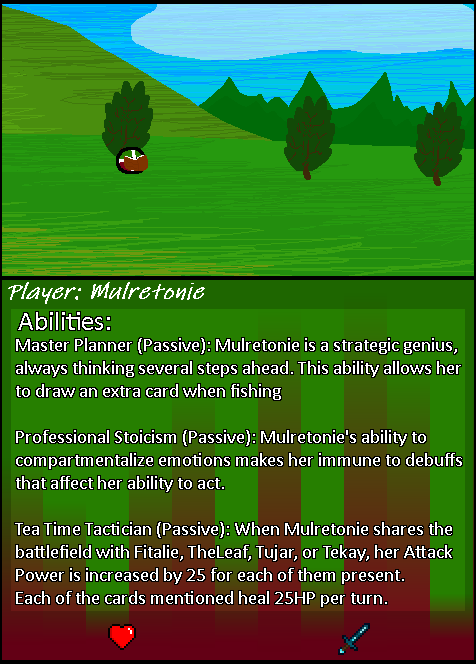 Player: Mulretonie
Abilities:
Master Planner (Passive): Mulretonie is a strategic genius,
always thinking several steps ahead. This ability allows her
to draw an extra card when fishing
Professional Stoicism (Passive): Mulretonie's ability to
compartmentalize emotions makes her immune to debuffs
that affect her ability to act.
Tea Time Tactician (Passive): When Mulretonie shares the
battlefield with Fitalie, TheLeaf, Tujar, or Tekay, her Attack
Power is increased by 25 for each of them present.
Each of the cards mentioned heal 25HP per turn.